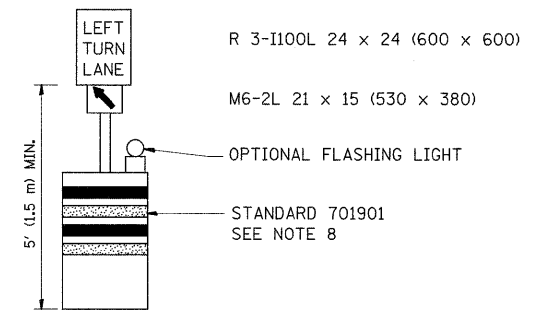 LEFT
TURN
LANE
R 3-I100L 24 x 24 (600 x 600)
M6-2L 21 x 15 (530 x 380)
OPTIONAL FLASHING LIGHT
STANDARD 701901
SEE NOTE 8
5' (1.5 m) MIN.